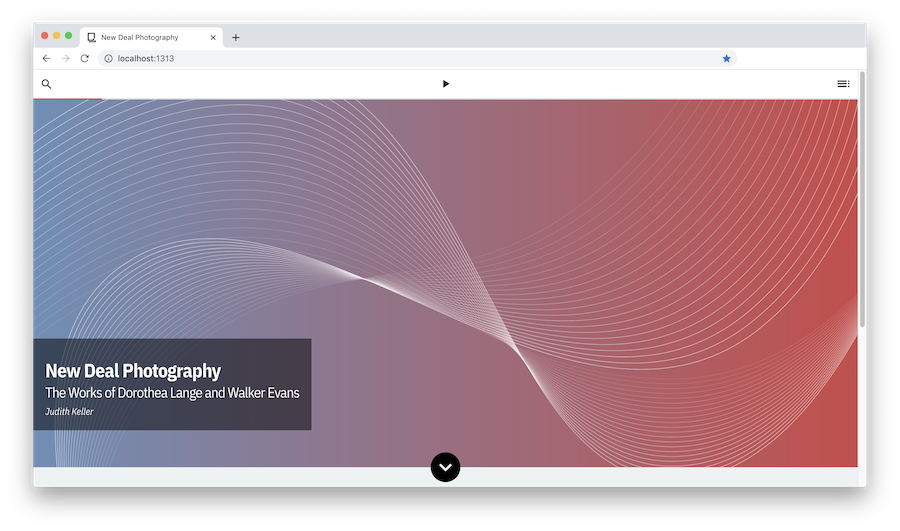 New Deal Photography
localhost:1313
New Deal Photography
The Works of Dorothea Lange and Walker Evans
Judith Keller